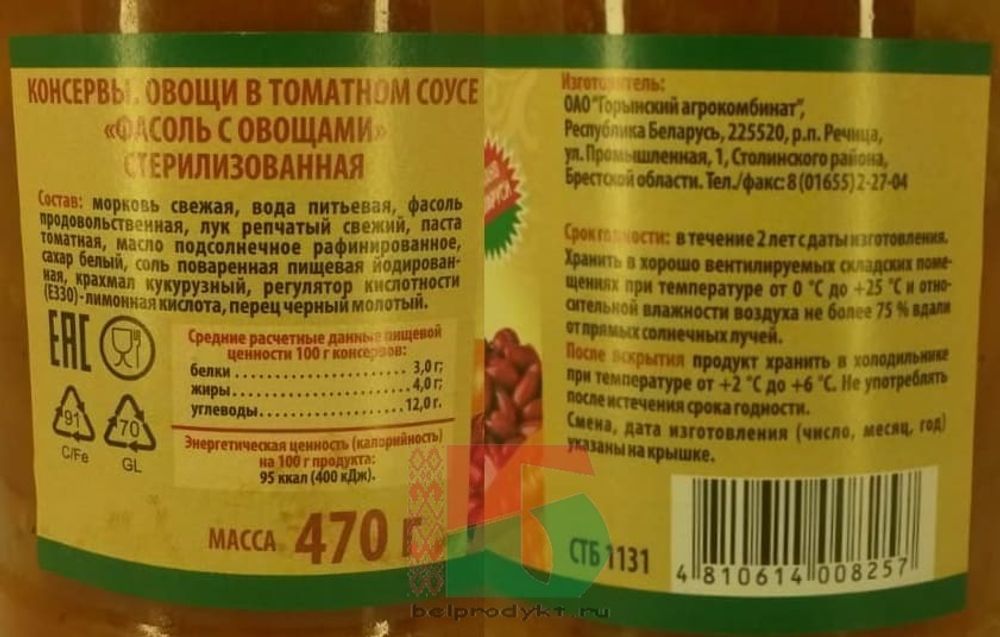 КОНСЕРВЫ. ОВОЩИ В ТОМАТНОМ СОУСЕ
«ФАСОЛЬ С ОВОЩАМИ»
СТЕРИЛИЗОВАННАЯ
Состав: морковь свежая, вода питьевая, фасоль
продовольственная, лук репчатый свежий, паста
томатная, масло подсолнечное рафинированное,
сахар белый, соль поваренная пищевая йодирован-
ная, крахмал кукурузный, регулятор кислотности
(Е330)-лимонная кислота, перец черный молотый.
EAC
Средние расчетные данные пищевой
ценности 100 г консервов:
белки 3,0 г;
жиры 4,0 г;
углеводы 12,0 г.
91
C/Fe
70
GL
Энергетическая ценность (калорийность)
на 100 г продукта:
95 ккал (400 кДж).
МАССА 470 г
Изготовитель:
ОАО "Горынский агрокомбинат",
Республика Беларусь, 225520, р.п. Речица,
ул. Промышленная, 1, Столинского района,
Брестской области. Тел./факс: 8 (01655) 2-27-04
Срок годности: в течение 2 лет с даты изготовления.
Хранить в хорошо вентилируемых складских поме-
щениях при температуре от 0 °С до +25 °С и отно-
сительной влажности воздуха не более 75 % вдали
от прямых солнечных лучей.
После вскрытия продукт хранить в холодильнике
при температуре от +2 °С до +6 °С. Не употреблять
после истечения срока годности.
Смена, дата изготовления (число, месяц, год)
указаны на крышке.
СТБ 1131
4 810614 008257
belprodykt.ru